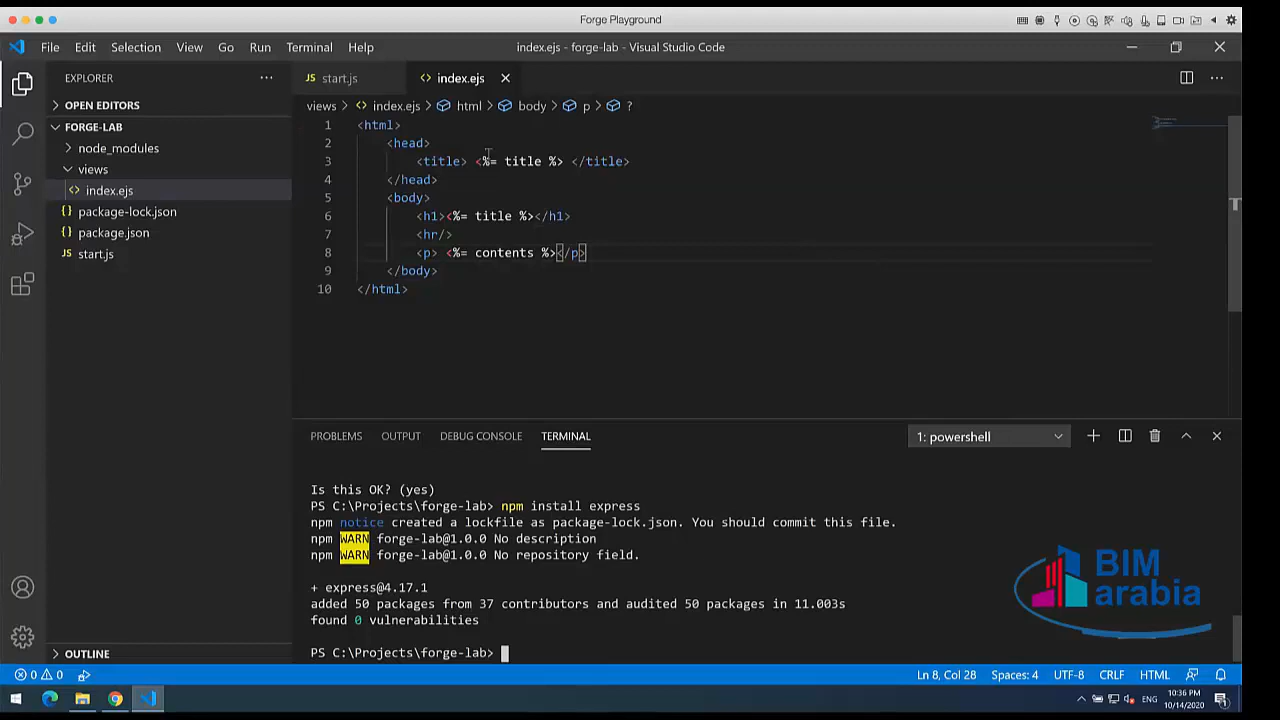 Forge Playground
File Edit Selection View Go Run Terminal Help
index.ejs - forge-lab - Visual Studio Code
EXPLORER
OPEN EDITORS
FORGE-LAB
node_modules
views
index.ejs
package-lock.json
package.json
start.js
OUTLINE
JS start.js
<> index.ejs
views > index.ejs > html > body > p > ?
1 <html>
2 <head>
3 <title> <%= title %> </title>
4 </head>
5 <body>
6 <h1><%= title %></h1>
7 <hr/>
8 <p> <%= contents %></p>
9 </body>
10 </html>
PROBLEMS OUTPUT DEBUG CONSOLE TERMINAL
1: powershell
Is this OK? (yes)
PS C:\Projects\forge-lab> npm install express
npm notice created a lockfile as package-lock.json. You should commit this file.
npm WARN forge-lab@1.0.0 No description
npm WARN forge-lab@1.0.0 No repository field.
+ express@4.17.1
added 50 packages from 37 contributors and audited 50 packages in 11.003s
found 0 vulnerabilities
PS C:\Projects\forge-lab>
BIM
arabia
0 0
Ln 8, Col 28 Spaces: 4 UTF-8 CRLF HTML
ENG
10:36 PM
10/14/2020